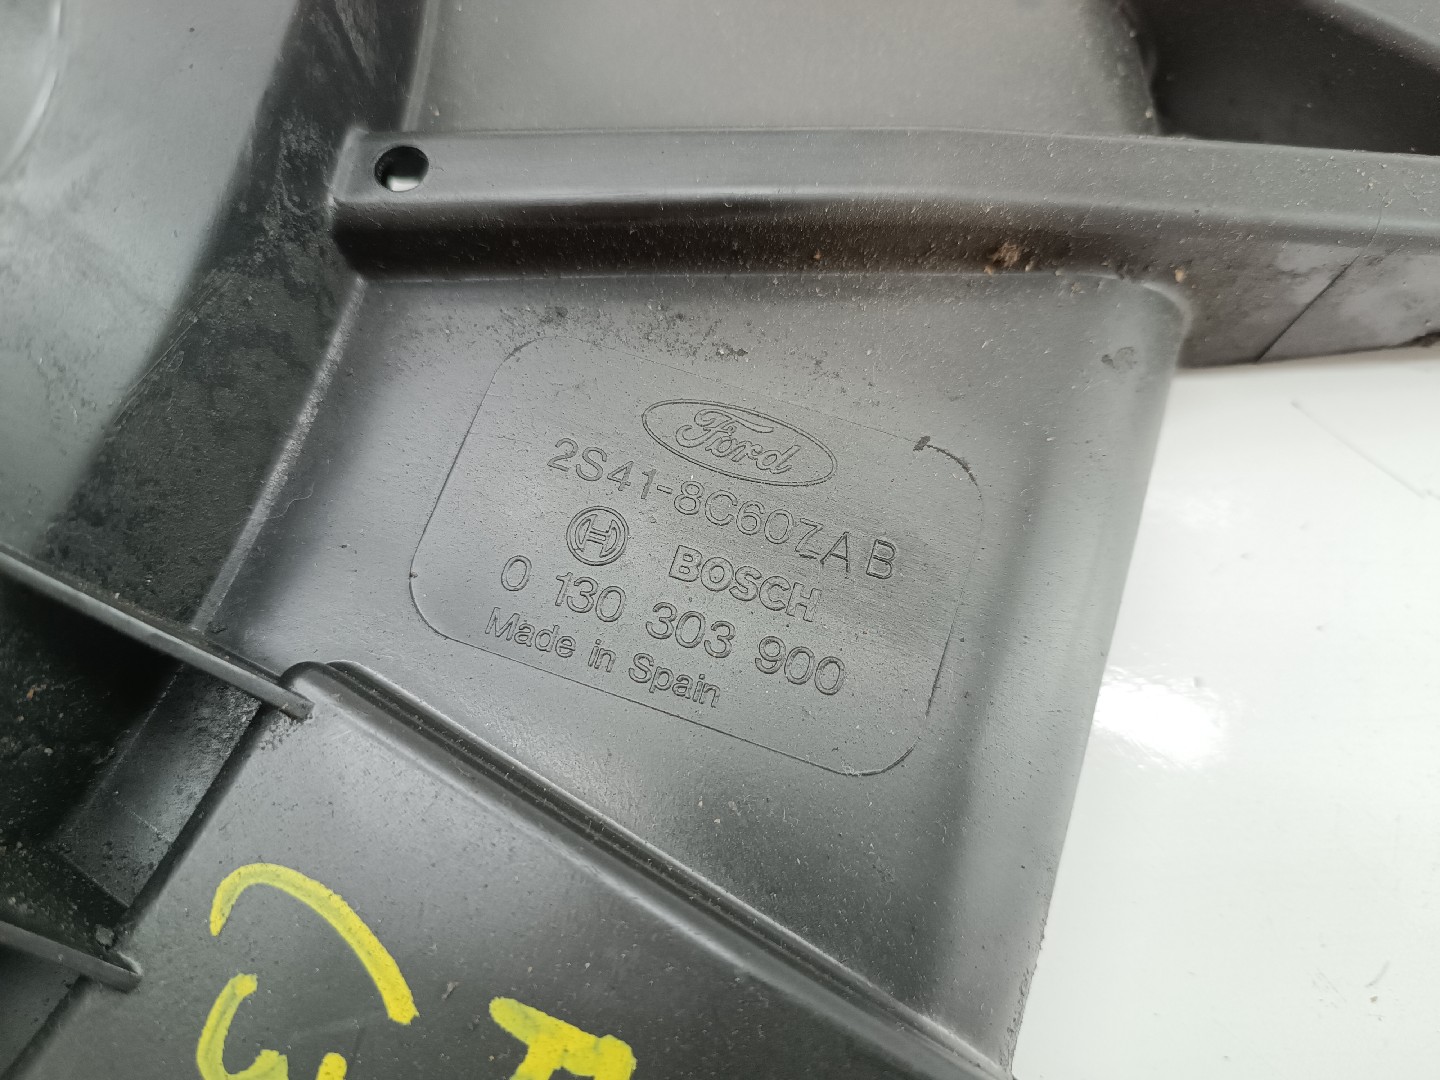 Ford
2S41-8C607AB
BOSCH
0 130 303 900
Made in Spain